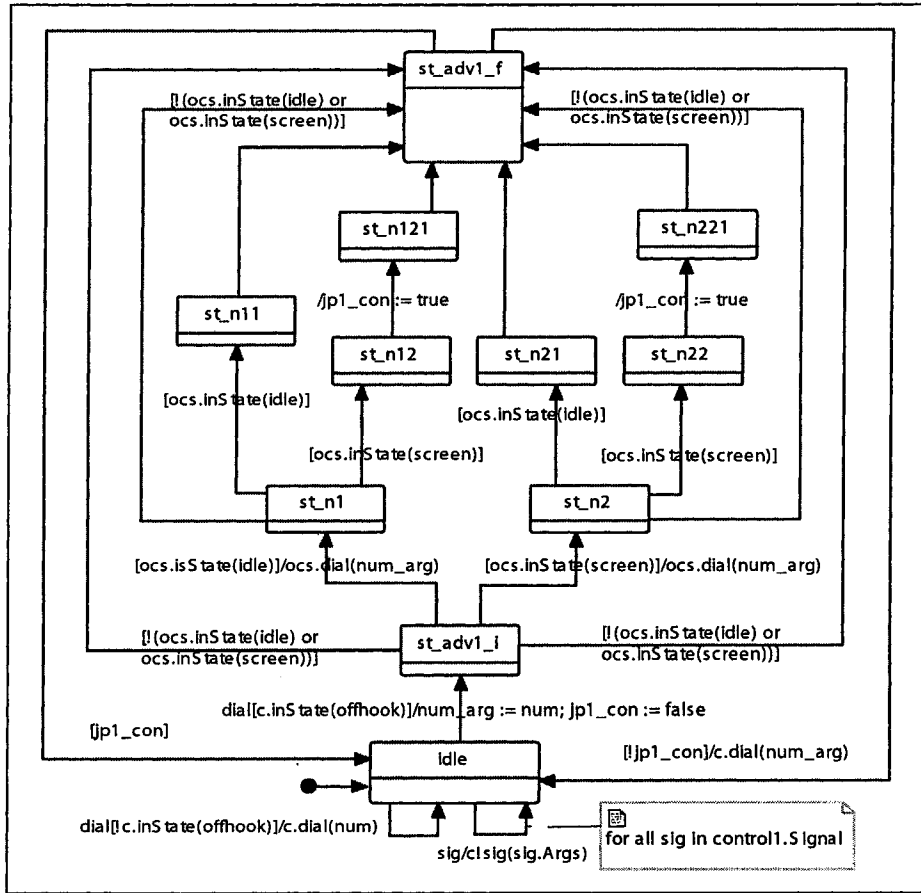 st_adv1_f
[!(ocs.inState(idle) or
ocs.inState(screen))]
[!(ocs.inState(idle) or
ocs.inState(screen))]
st_n121
st_n221
/jp1_con := true
/jp1_con := true
st_n11
st_n12
st_n21
st_n22
[ocs.inState(idle)]
[ocs.inState(idle)]
[ocs.inState(screen)]
[ocs.inState(screen)]
st_n1
st_n2
[ocs.isState(idle)]/ocs.dial(num_arg)
[ocs.inState(screen)]/ocs.dial(num_arg)
[!(ocs.inState(idle) or
ocs.inState(screen))]
st_adv1_i
[!(ocs.inState(idle) or
ocs.inState(screen))]
dial[c.inState(offhook)]/num_arg := num; jp1_con := false
[jp1_con]
idle
[!jp1_con]/c.dial(num_arg)
dial[!c.inState(offhook)]/c.dial(num)
sig/c!sig(sig.Args)
for all sig in control1.Signal